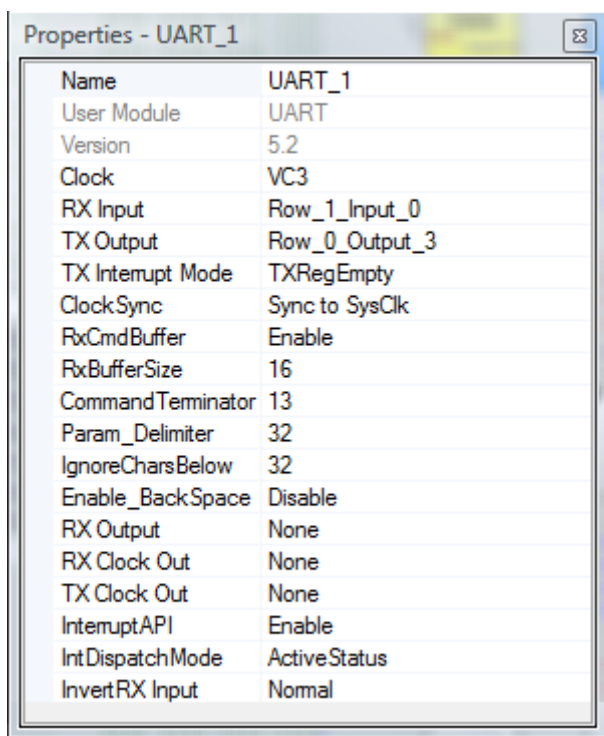 Properties - UART_1
Name UART_1
User Module UART
Version 5.2
Clock VC3
RX Input Row_1_Input_0
TX Output Row_0_Output_3
TX Interrupt Mode TXRegEmpty
ClockSync Sync to SysClk
RxCmdBuffer Enable
RxBufferSize 16
CommandTerminator 13
Param_Delimiter 32
IgnoreCharsBelow 32
Enable_BackSpace Disable
RX Output None
RX Clock Out None
TX Clock Out None
InterruptAPI Enable
IntDispatchMode ActiveStatus
InvertRX Input Normal